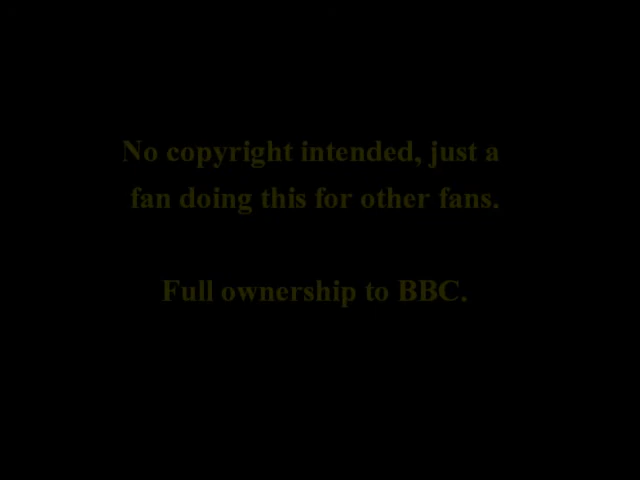 No copyright intended, just a
fan doing this for other fans.
Full ownership to BBC.